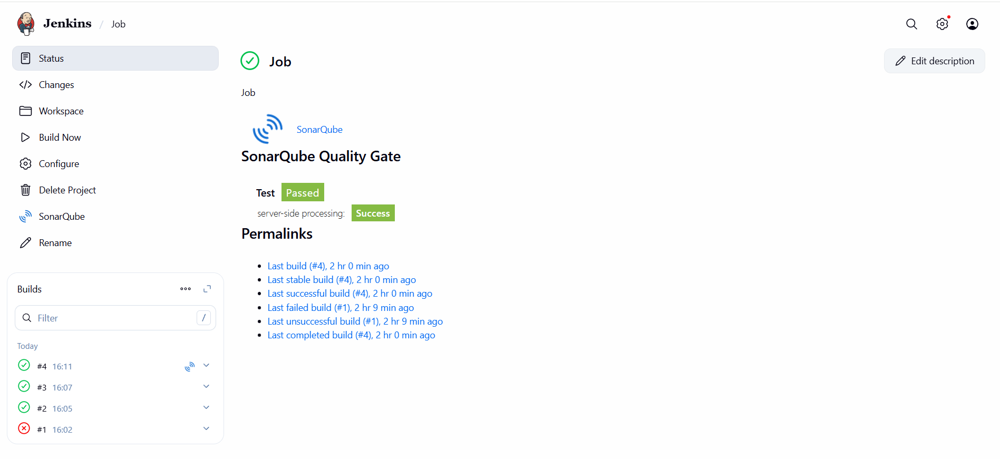 Jenkins / Job
Status
Changes
Workspace
Build Now
Configure
Delete Project
SonarQube
Rename
Builds
Filter /
Today
#4 16:11
#3 16:07
#2 16:05
#1 16:02
Job
Edit description
Job
SonarQube
SonarQube Quality Gate
Test Passed
server-side processing: Success
Permalinks
Last build (#4), 2 hr 0 min ago
Last stable build (#4), 2 hr 0 min ago
Last successful build (#4), 2 hr 0 min ago
Last failed build (#1), 2 hr 9 min ago
Last unsuccessful build (#1), 2 hr 9 min ago
Last completed build (#4), 2 hr 0 min ago